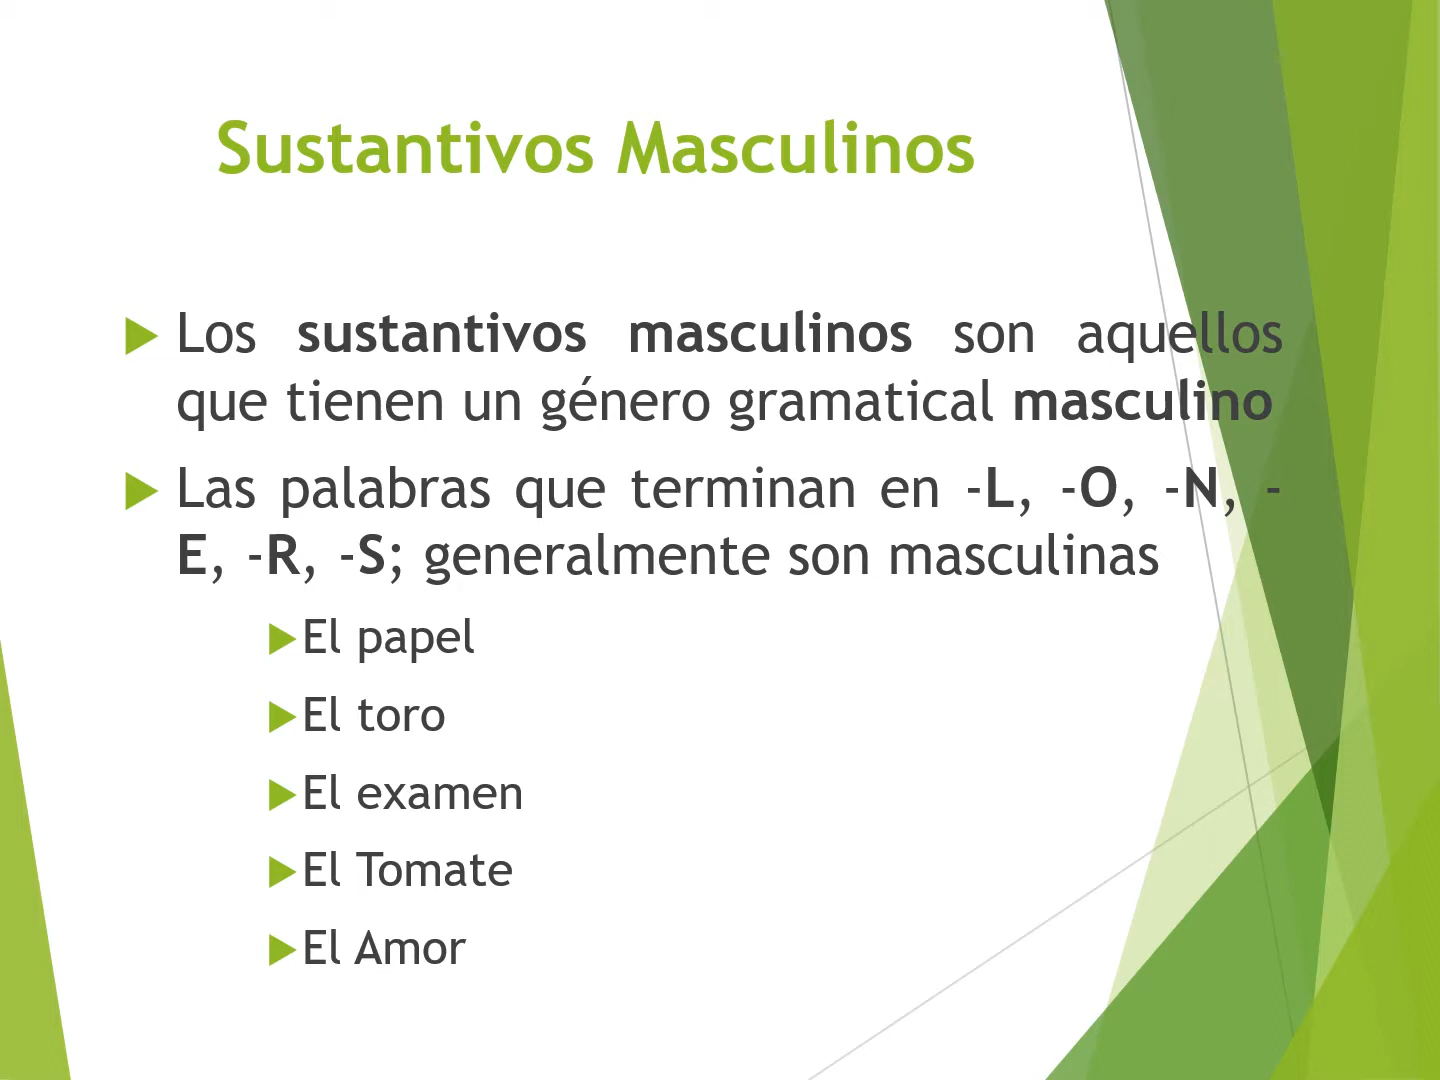 Sustantivos Masculinos
Los sustantivos masculinos son aquellos
que tienen un género gramatical masculino
Las palabras que terminan en -L, -O, -N, -
E, -R, -S; generalmente son masculinas
El papel
El toro
El examen
El Tomate
El Amor